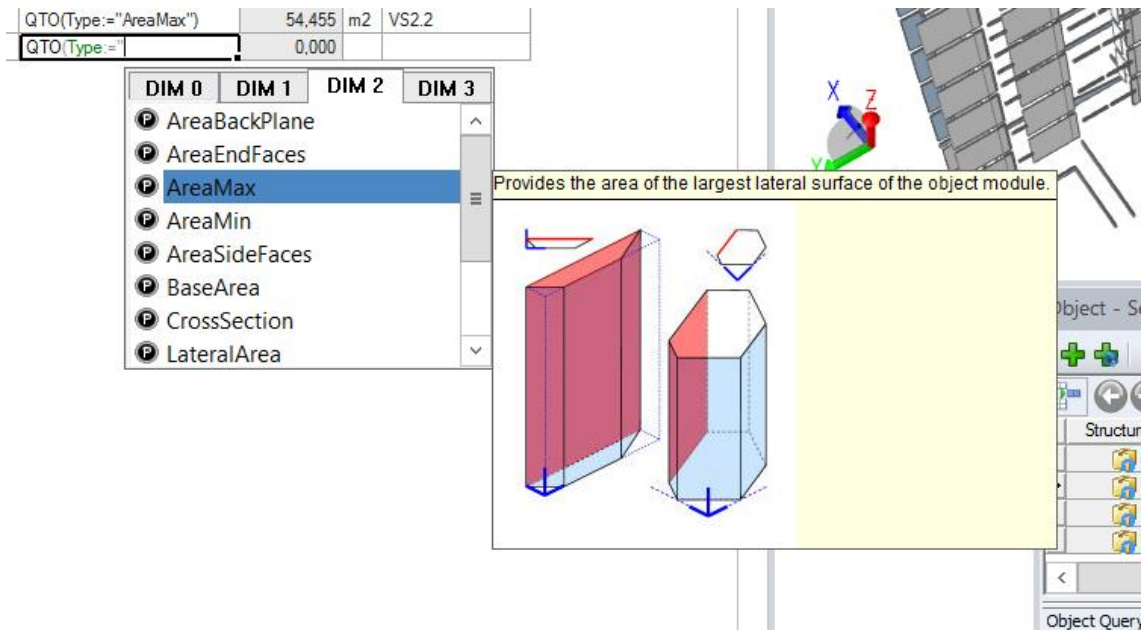 QTO(Type:="AreaMax") 54,455 m2 VS2.2
QTO(Type:=" 0,000
DIM 0 DIM 1 DIM 2 DIM 3
AreaBackPlane
AreaEndFaces
AreaMax
AreaMin
AreaSideFaces
BaseArea
CrossSection
LateralArea
Provides the area of the largest lateral surface of the object module.
X Z
Y
Object - Se
Structur
Object Query